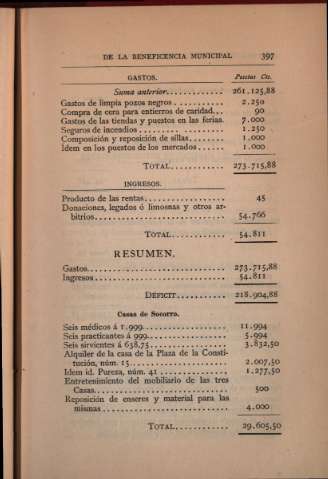 DE LA BENEFICENCIA MUNICIPAL 397
GASTOS. Pesetas Cts.
Suma anterior............ 261.125,88
Gastos de limpia pozos negros .......... 2.250
Compra de cera para entierros de caridad... 90
Gastos de las tiendas y puestos en las ferias. 7.000
Seguros de incendios ................. 1.250
Composición y reposición de sillas........ 1.000
Idem en los puestos de los mercados ...... 1.000
TOTAL........... 273.715,88
INGRESOS.
Producto de las rentas................ 45
Donaciones, legados ó limosnas y otros ar-
bitrios........................... 54.766
TOTAL........... 54.811
RESUMEN.
Gastos........................... 273.715,88
Ingresos.......................... 54.811
DÉFICIT.......... 218.904,88
Casas de Socorro.
Seis médicos á 1.999.................. 11.994
Seis practicantes á 999................ 5.994
Seis sirvientes á 638,75................ 3.832,50
Alquiler de la casa de la Plaza de la Consti-
tución, núm. 15.................... 2.007,50
Idem id. Pureza, núm. 41 .............. 1.277,50
Entretenimiento del mobiliario de las tres
Casas........................... 500
Reposición de enseres y material para las
mismas......................... 4.000
TOTAL........... 29.605,50